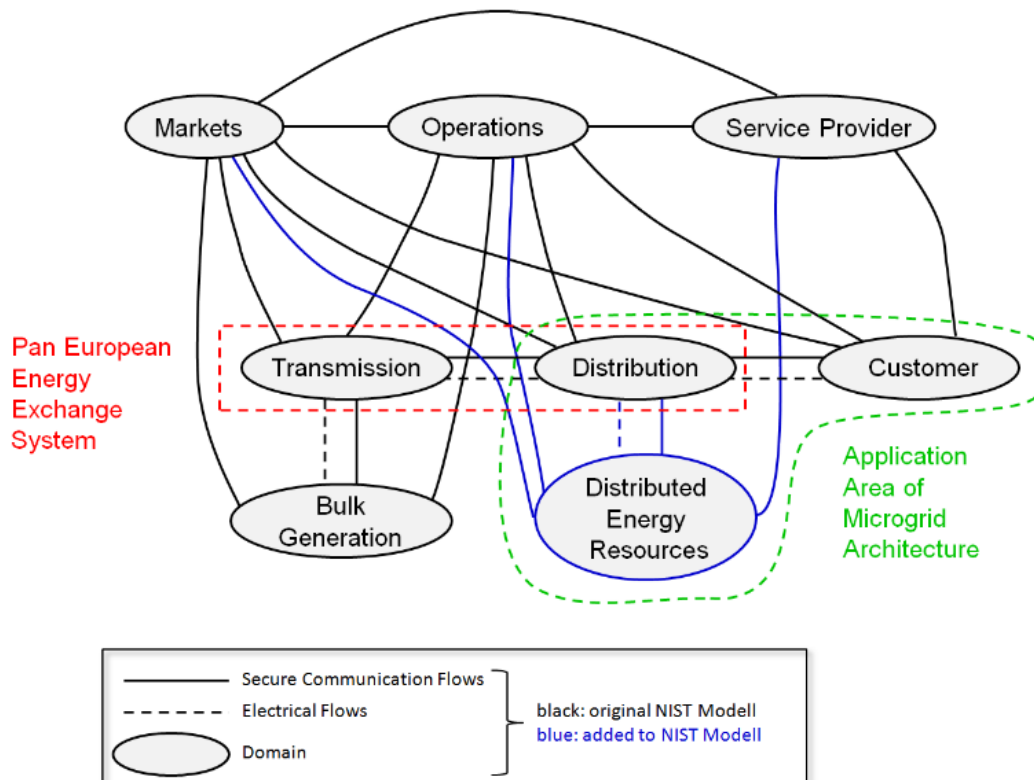 Markets
Operations
Service Provider
Pan European
Energy
Exchange
System
Transmission
Distribution
Customer
Bulk
Generation
Distributed
Energy
Resources
Application
Area of
Microgrid
Architecture
Secure Communication Flows
Electrical Flows
Domain
black: original NIST Modell
blue: added to NIST Modell